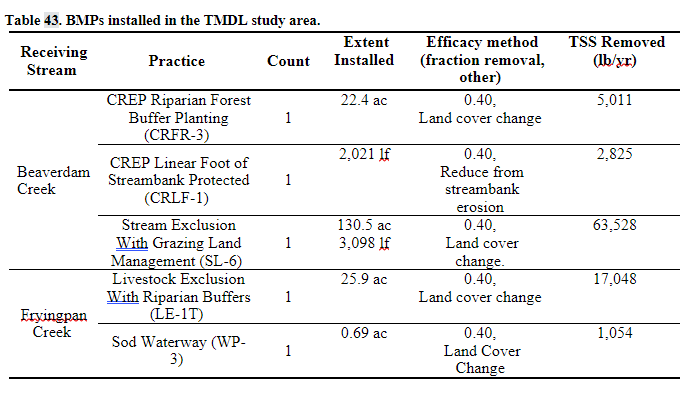 Table 43. BMPs installed in the TMDL study area.
Receiving Stream | Practice | Count | Extent Installed | Efficacy method (fraction removal, other) | TSS Removed (lb/yr)
Beaverdam Creek | CREP Riparian Forest Buffer Planting (CRFR-3) | 1 | 22.4 ac | 0.40, Land cover change | 5,011
CREP Linear Foot of Streambank Protected (CRLF-1) | 1 | 2,021 lf | 0.40, Reduce from streambank erosion | 2,825
Stream Exclusion With Grazing Land Management (SL-6) | 1 | 130.5 ac 3,098 lf | 0.40, Land cover change. | 63,528
Fryingpan Creek | Livestock Exclusion With Riparian Buffers (LE-1T) | 1 | 25.9 ac | 0.40, Land cover change | 17,048
Sod Waterway (WP-3) | 1 | 0.69 ac | 0.40, Land Cover Change | 1,054